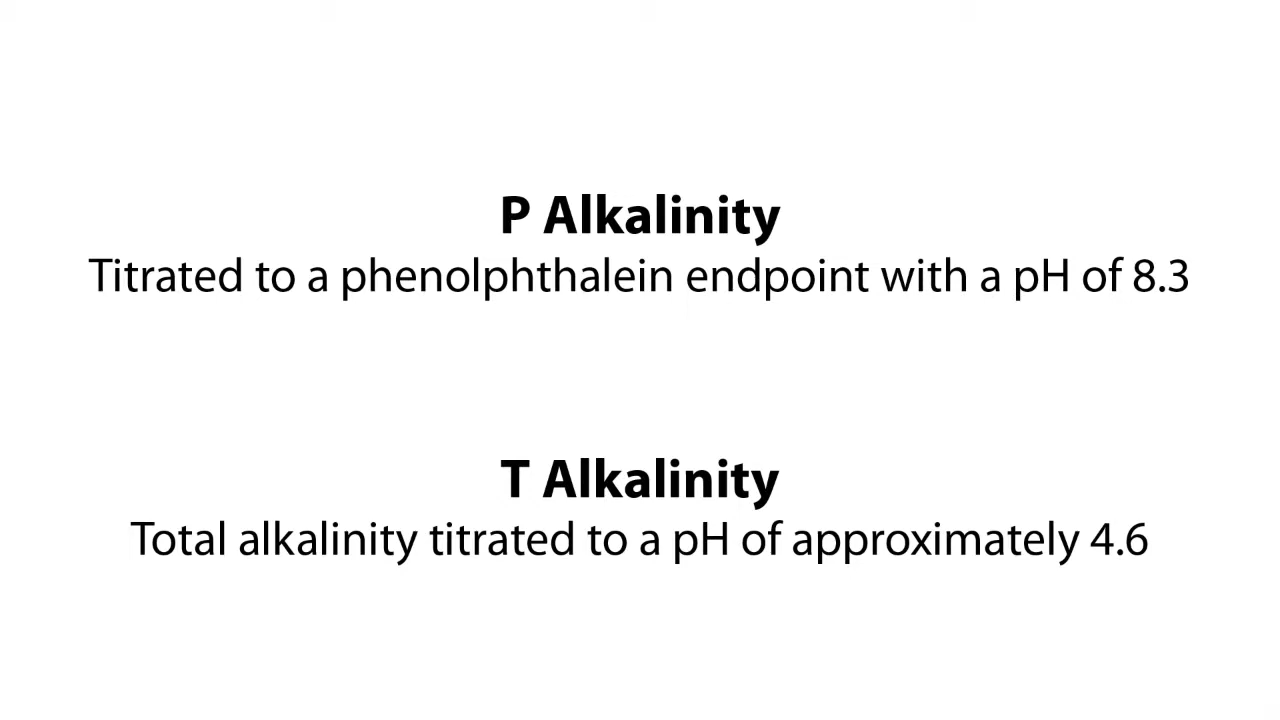 P Alkalinity
Titrated to a phenolphthalein endpoint with a pH of 8.3
T Alkalinity
Total alkalinity titrated to a pH of approximately 4.6